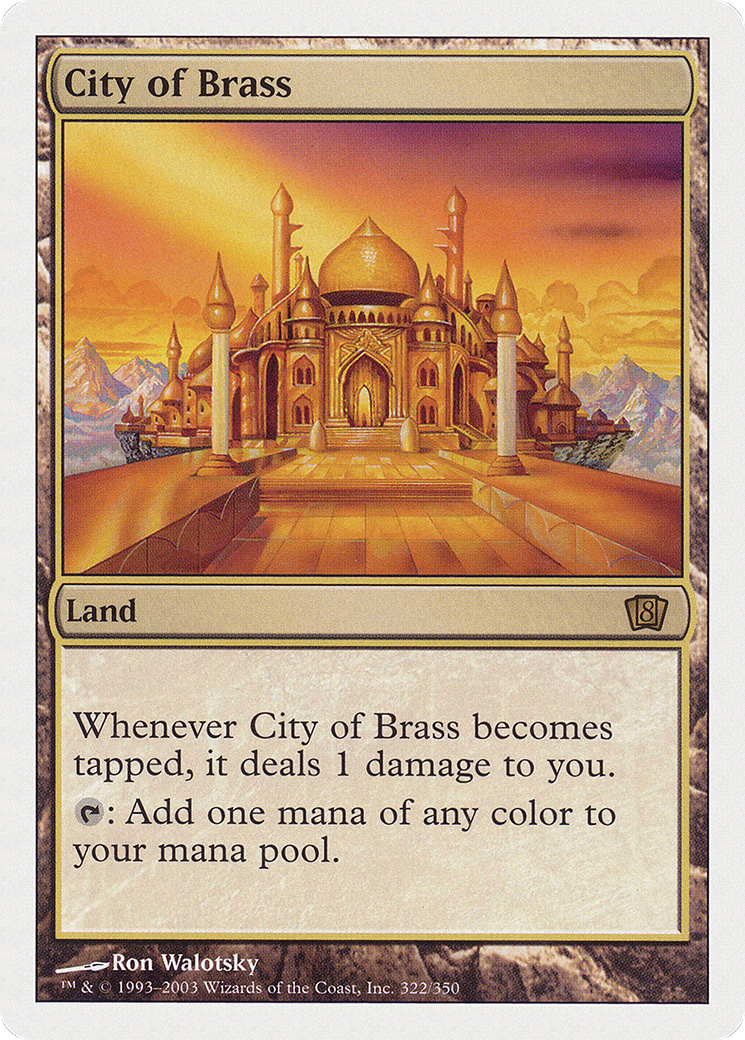 City of Brass
Land
8
Whenever City of Brass becomes
tapped, it deals 1 damage to you.
: Add one mana of any color to
your mana pool.
Ron Walotsky
™ & © 1993–2003 Wizards of the Coast, Inc. 322/350